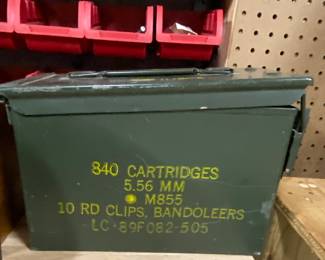 840 CARTRIDGES
5.56 MM
M855
10 RD CLIPS, BANDOLEERS
LC-89F082-505